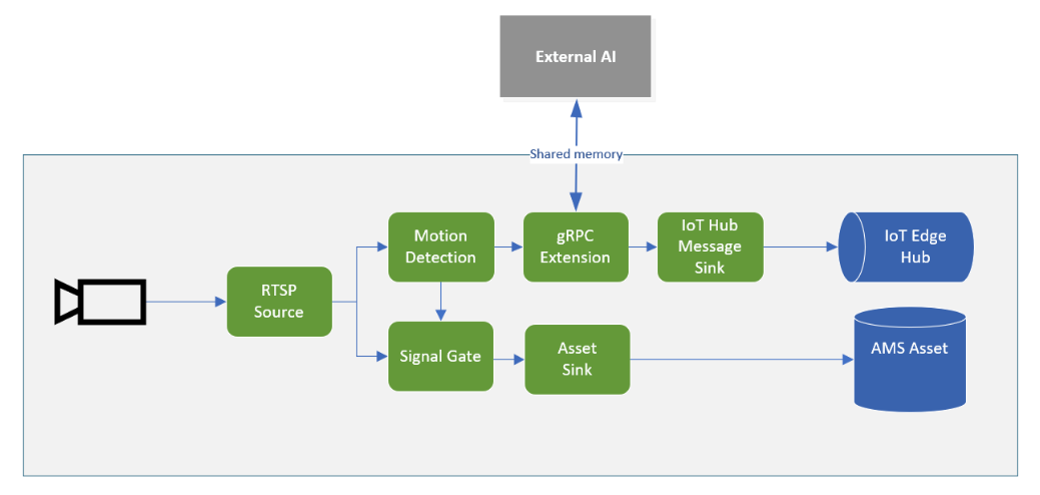 External AI
Shared memory
Motion
Detection
gRPC
Extension
IoT Hub
Message
Sink
IoT Edge
Hub
RTSP
Source
Signal Gate
Asset
Sink
AMS Asset